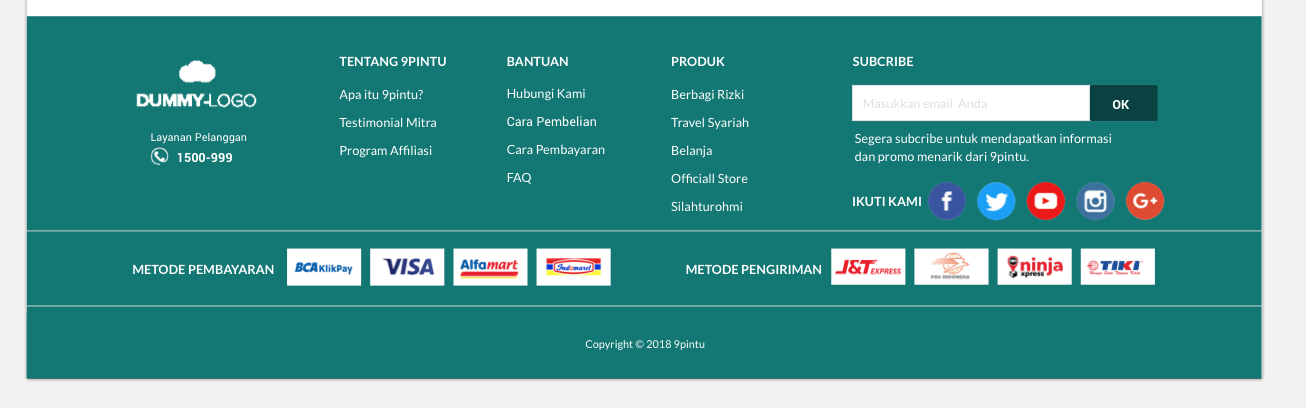 DUMMY-LOGO
Layanan Pelanggan
1500-999
TENTANG 9PINTU
Apa itu 9pintu?
Testimonial Mitra
Program Affiliasi
BANTUAN
Hubungi Kami
Cara Pembelian
Cara Pembayaran
FAQ
PRODUK
Berbagi Rizki
Travel Syariah
Belanja
Officiall Store
Silahturohmi
SUBCRIBE
Masukkan email Anda
OK
Segera subcribe untuk mendapatkan informasi
dan promo menarik dari 9pintu.
IKUTI KAMI
f
G+
METODE PEMBAYARAN
BCA KlikPay
VISA
Alfamart
Indomaret
METODE PENGIRIMAN
J&T EXPRESS
POS INDONESIA
ninja
xpress
TIKI
Copyright © 2018 9pintu